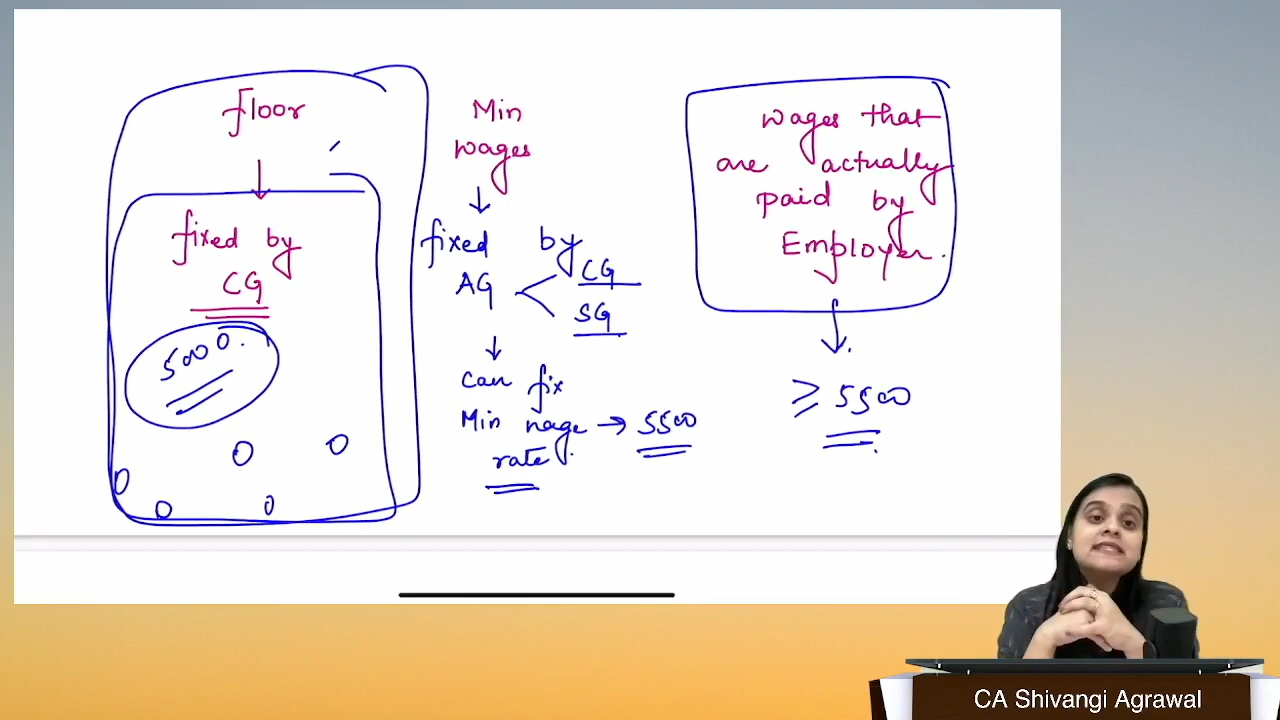 floor
fixed by
CG
5000.
Min
wages
fixed by
AG < CG
SG
can fix
Min wage → 5500
rate.
wages that
are actually
paid by
Employer.
≥ 5500
CA Shivangi Agrawal